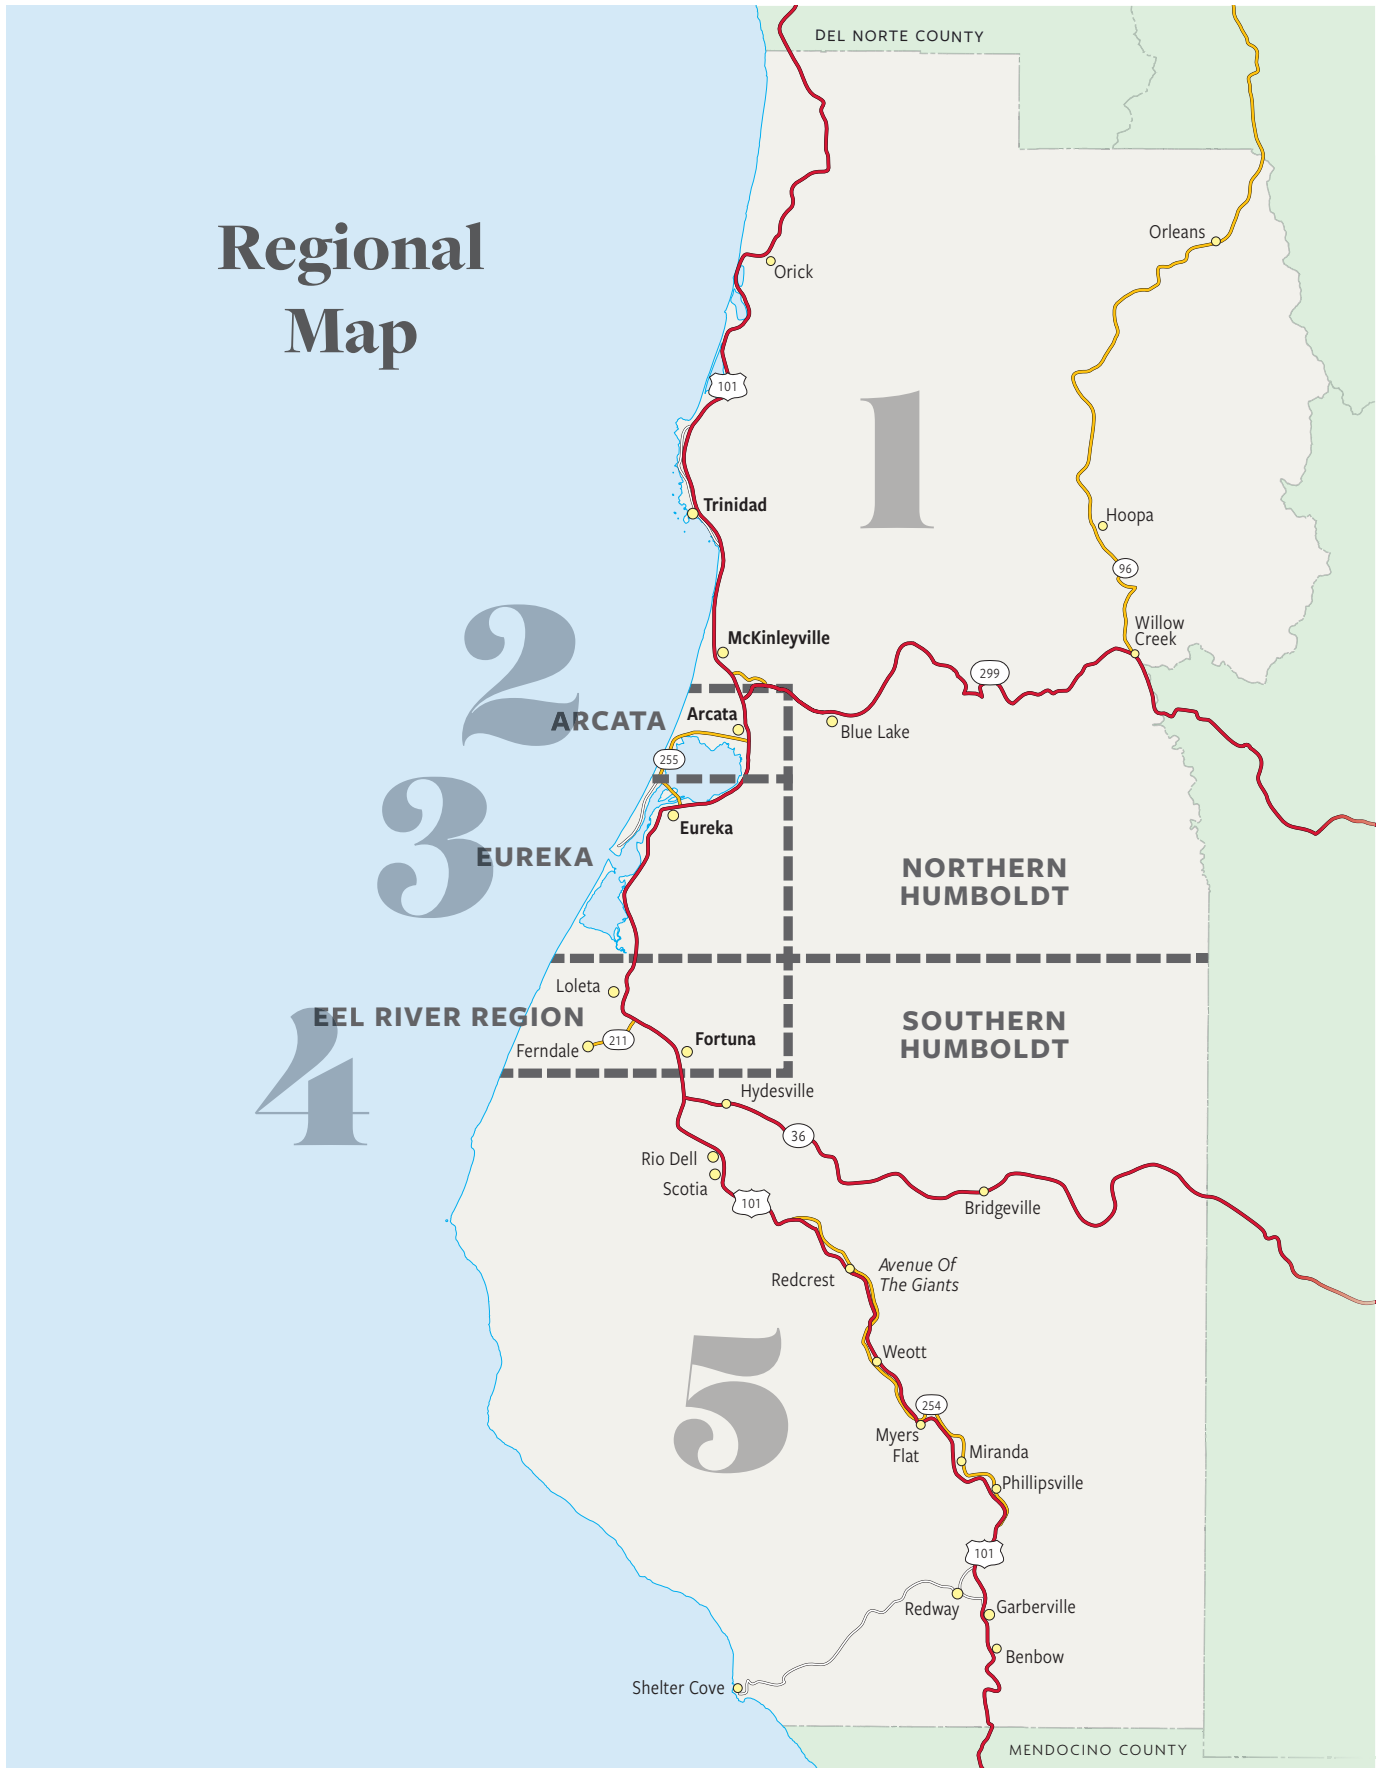 DEL NORTE COUNTY
Regional
Map
Orleans
Orick
101
1
Trinidad
Hoopa
96
2
Willow
Creek
McKinleyville
299
ARCATA
Arcata
Blue Lake
255
3
Eureka
EUREKA
NORTHERN
HUMBOLDT
Loleta
EEL RIVER REGION
SOUTHERN
HUMBOLDT
4
211
Fortuna
Ferndale
Hydesville
36
Rio Dell
Scotia
101
Bridgeville
Avenue Of
The Giants
Redcrest
5
Weott
254
Myers
Flat
Miranda
Phillipsville
101
Redway
Garberville
Benbow
Shelter Cove
MENDOCINO COUNTY